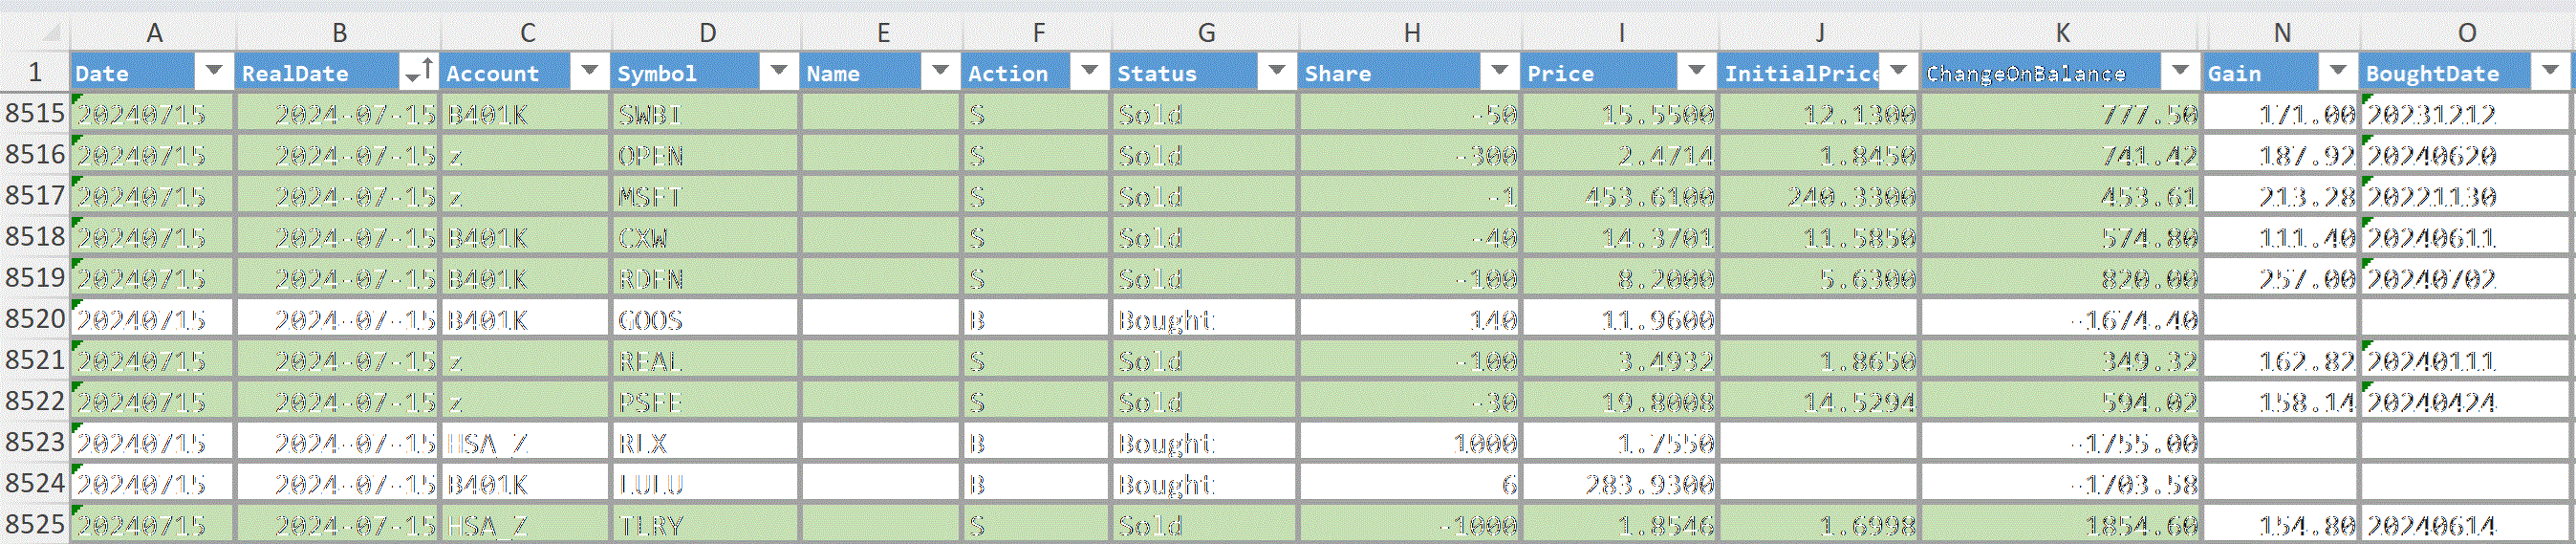 A B C D E F G H I J K N O
1 Date RealDate Account Symbol Name Action Status Share Price InitialPrice ChangeOnBalance Gain BoughtDate
8515 20240715 2024-07-15 B401K SWBI S Sold -50 15.5500 12.1300 777.50 171.00 20231212
8516 20240715 2024-07-15 z OPEN S Sold -300 2.4714 1.8450 741.42 187.92 20240620
8517 20240715 2024-07-15 z MSFT S Sold -1 453.6100 240.3300 453.61 213.28 20221130
8518 20240715 2024-07-15 B401K CXW S Sold -40 14.3701 11.5850 574.80 111.40 20240611
8519 20240715 2024-07-15 B401K RDFN S Sold -100 8.2000 5.6300 820.00 257.00 20240702
8520 20240715 2024-07-15 B401K GOOS B Bought 140 11.9600 -1674.40
8521 20240715 2024-07-15 z REAL S Sold -100 3.4932 1.8650 349.32 162.82 20240111
8522 20240715 2024-07-15 z PSFE S Sold -30 19.8008 14.5294 594.02 158.14 20240424
8523 20240715 2024-07-15 HSA_Z RLX B Bought 1000 1.7550 -1755.00
8524 20240715 2024-07-15 B401K LULU B Bought 6 283.9300 -1703.58
8525 20240715 2024-07-15 HSA_Z TLRY S Sold -1000 1.8546 1.6998 1854.60 154.80 20240614